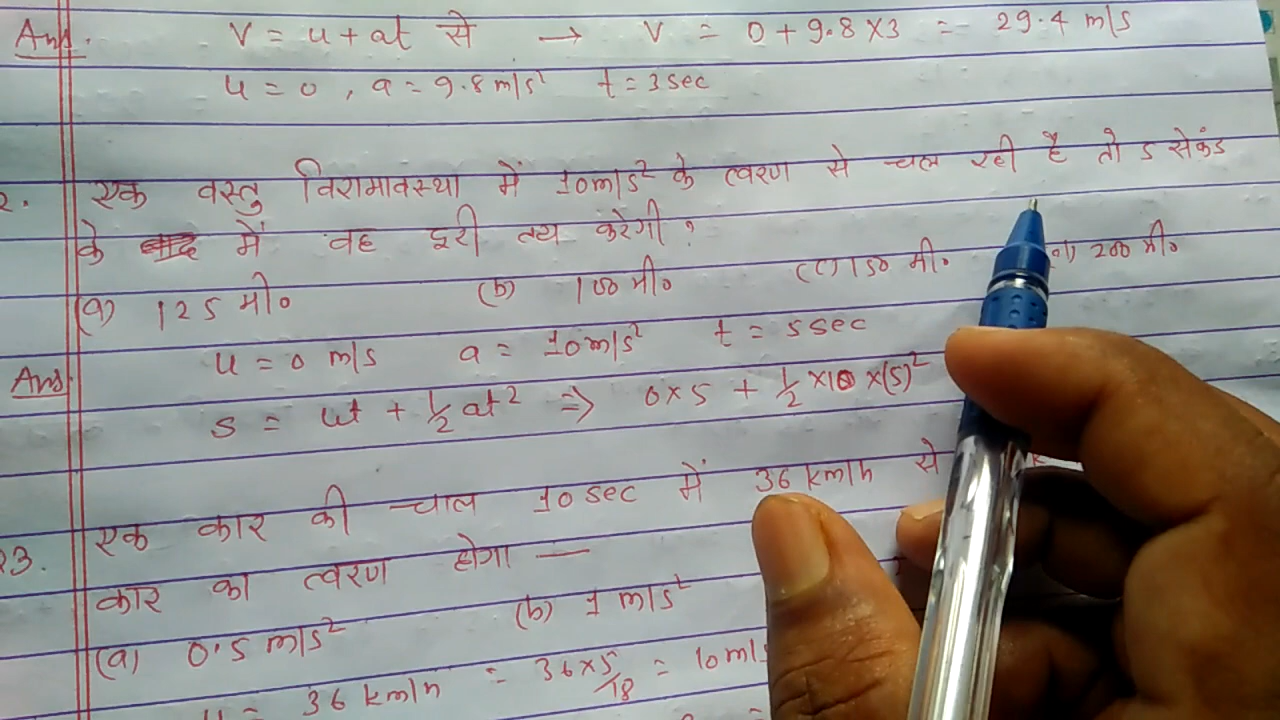 Ans. v = u + at से → v = 0 + 9.8 × 3 = 29.4 m/s
u = 0 , a = 9.8 m/s² t = 3 sec
2. एक वस्तु विरामावस्था में 10 m/s² के त्वरण से चल रही है तो 5 सेकंड
के में वह दूरी तय करेगी ?
(a) 125 मी० (b) 100 मी० (c) 150 मी० 200 मी०
Ans. u = 0 m/s a = 10 m/s² t = 5 sec
s = ut + 1/2 at² ⇒ 0 × 5 + 1/2 × 10 × (5)²
3. एक कार की चाल 10 sec में 36 km/h से
कार का त्वरण होगा —
(a) 0.5 m/s² (b) 1 m/s²
u = 36 km/h = 36×5/18 = 10 m/s